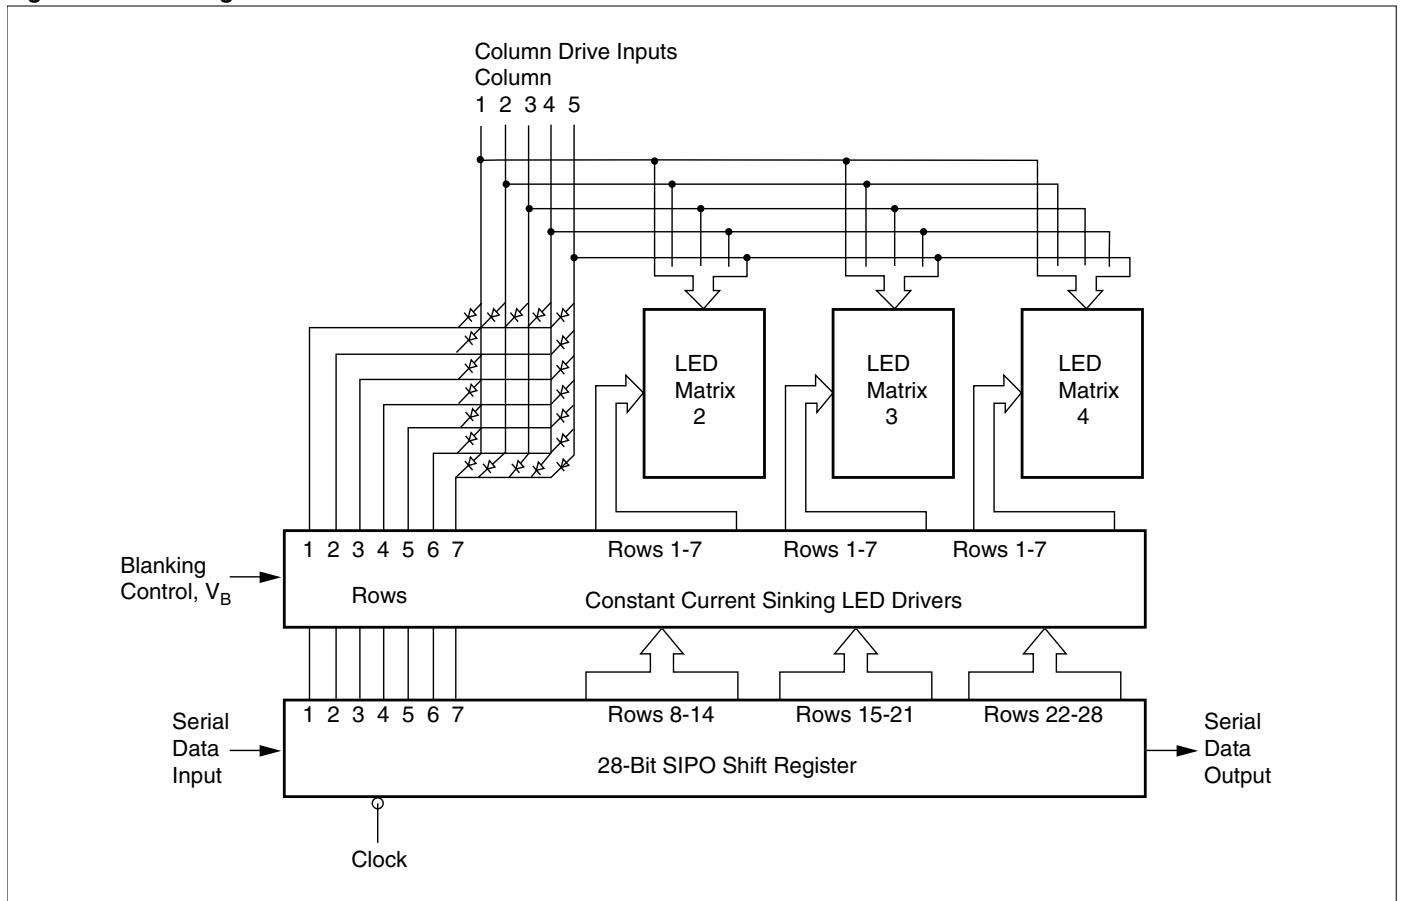 Column Drive Inputs
Column
1 2 3 4 5
LED
Matrix
2
LED
Matrix
3
LED
Matrix
4
1 2 3 4 5 6 7
Rows 1-7
Rows 1-7
Rows 1-7
Blanking
Control, VB
Rows
Constant Current Sinking LED Drivers
1 2 3 4 5 6 7
Rows 8-14
Rows 15-21
Rows 22-28
Serial
Data
Input
28-Bit SIPO Shift Register
Serial
Data
Output
Clock